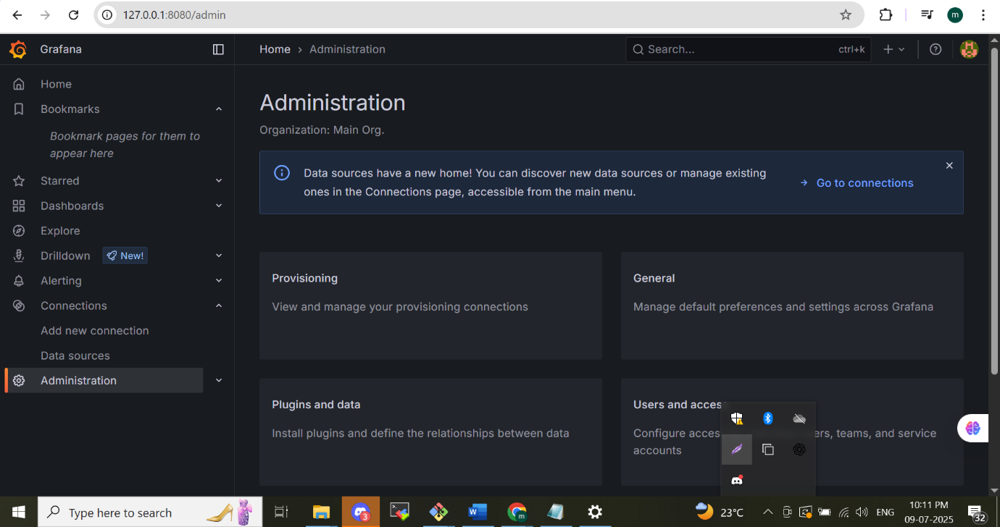 127.0.0.1:8080/admin
m
Grafana
Home › Administration
Search...
ctrl+k
Home
Bookmarks
Bookmark pages for them to
appear here
Starred
Dashboards
Explore
Drilldown
New!
Alerting
Connections
Add new connection
Data sources
Administration
Administration
Organization: Main Org.
Data sources have a new home! You can discover new data sources or manage existing
ones in the Connections page, accessible from the main menu.
Go to connections
Provisioning
View and manage your provisioning connections
General
Manage default preferences and settings across Grafana
Plugins and data
Install plugins and define the relationships between data
Users and access
Configure acces ers, teams, and service
accounts
Type here to search
3
W
m
23°C
ENG
10:11 PM
09-07-2025
32